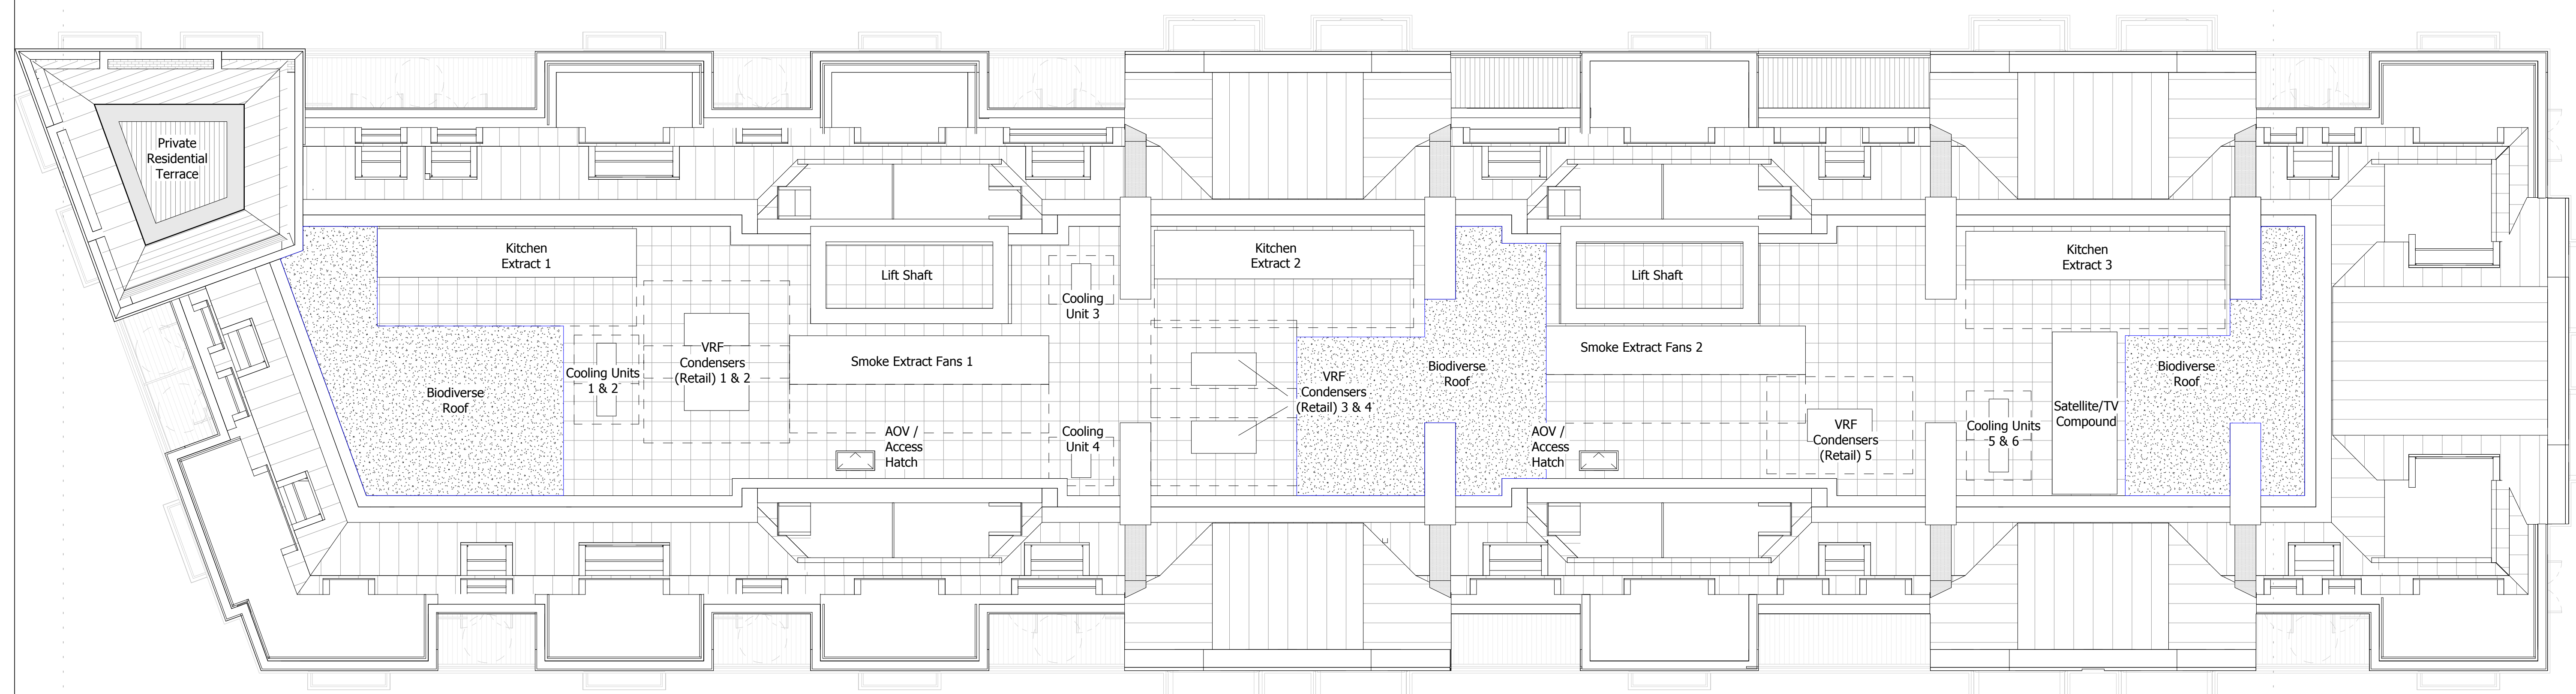 Private
Residential
Terrace
Kitchen
Extract 1
Lift Shaft
Cooling
Unit 3
Kitchen
Extract 2
Lift Shaft
Kitchen
Extract 3
Biodiverse
Roof
Cooling Units
1 & 2
VRF
Condensers
(Retail) 1 & 2
Smoke Extract Fans 1
AOV /
Access
Hatch
Cooling
Unit 4
VRF
Condensers
(Retail) 3 & 4
Biodiverse
Roof
Smoke Extract Fans 2
AOV /
Access
Hatch
VRF
Condensers
(Retail) 5
Cooling Units
5 & 6
Satellite/TV
Compound
Biodiverse
Roof